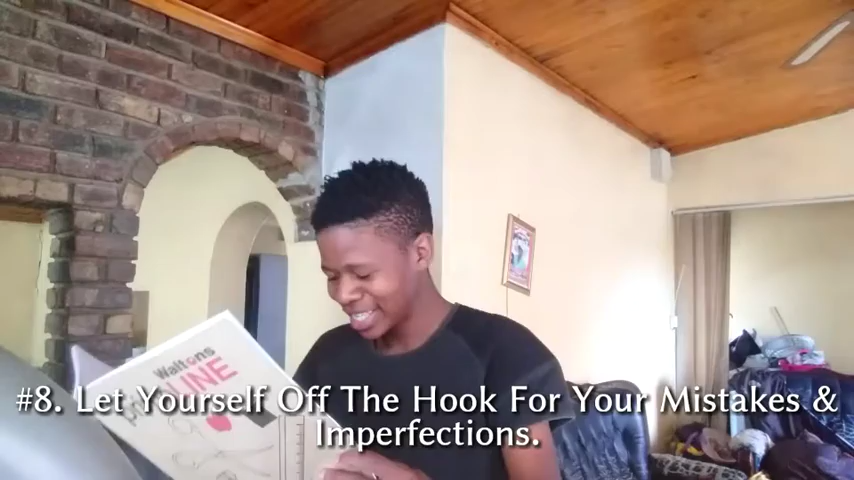 Waltons
LINE
#8. Let Yourself Off The Hook For Your Mistakes &
Imperfections.